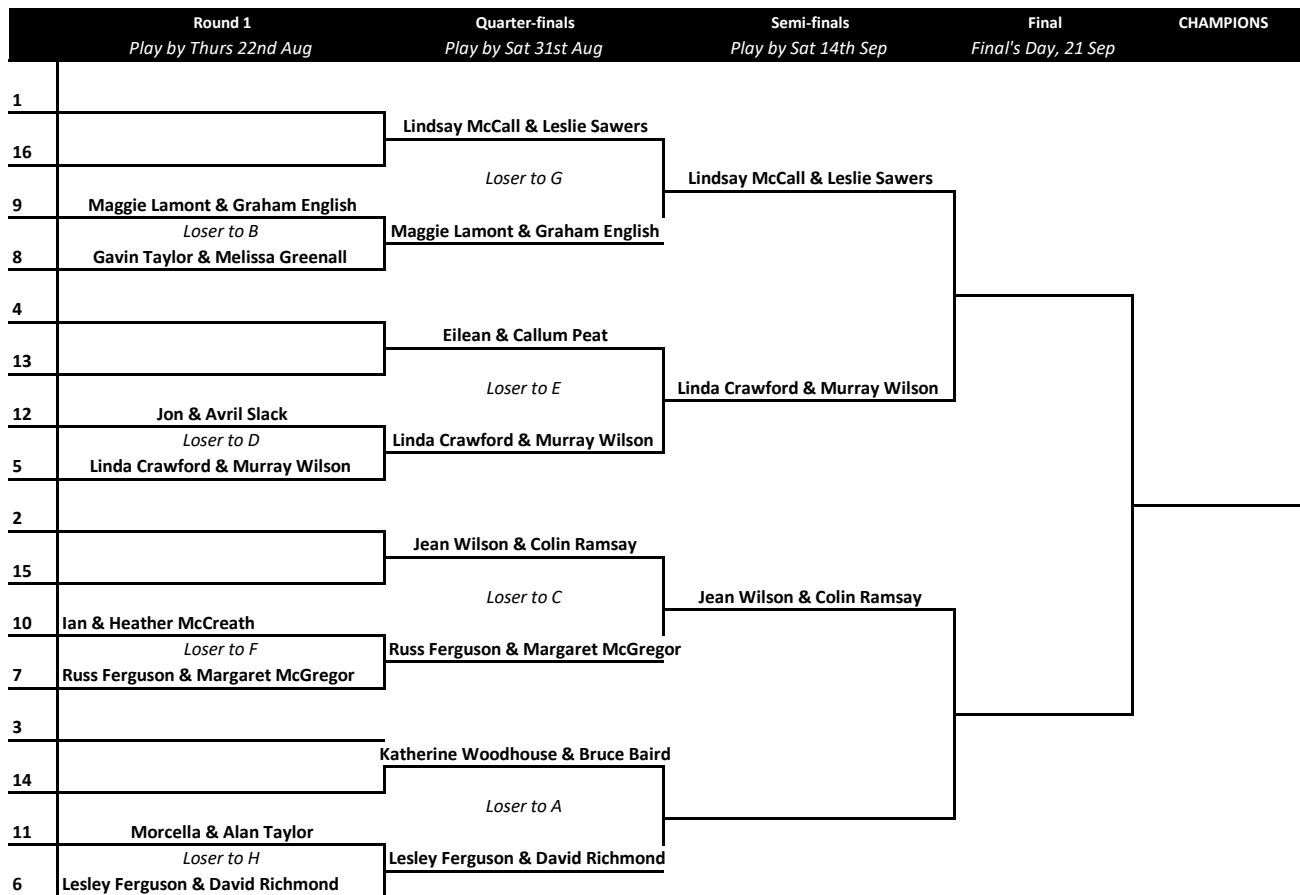 Round 1 Quarter-finals Semi-finals Final CHAMPIONS
Play by Thurs 22nd Aug Play by Sat 31st Aug Play by Sat 14th Sep Final's Day, 21 Sep
1
Lindsay McCall & Leslie Sawers
16
Loser to G Lindsay McCall & Leslie Sawers
9 Maggie Lamont & Graham English
Loser to B Maggie Lamont & Graham English
8 Gavin Taylor & Melissa Greenall
4
Eilean & Callum Peat
13
Loser to E Linda Crawford & Murray Wilson
12 Jon & Avril Slack
Loser to D Linda Crawford & Murray Wilson
5 Linda Crawford & Murray Wilson
2
Jean Wilson & Colin Ramsay
15
Loser to C Jean Wilson & Colin Ramsay
10 Ian & Heather McCreath
Loser to F Russ Ferguson & Margaret McGregor
7 Russ Ferguson & Margaret McGregor
3
Katherine Woodhouse & Bruce Baird
14
Loser to A
11 Morcella & Alan Taylor
Loser to H Lesley Ferguson & David Richmond
6 Lesley Ferguson & David Richmond